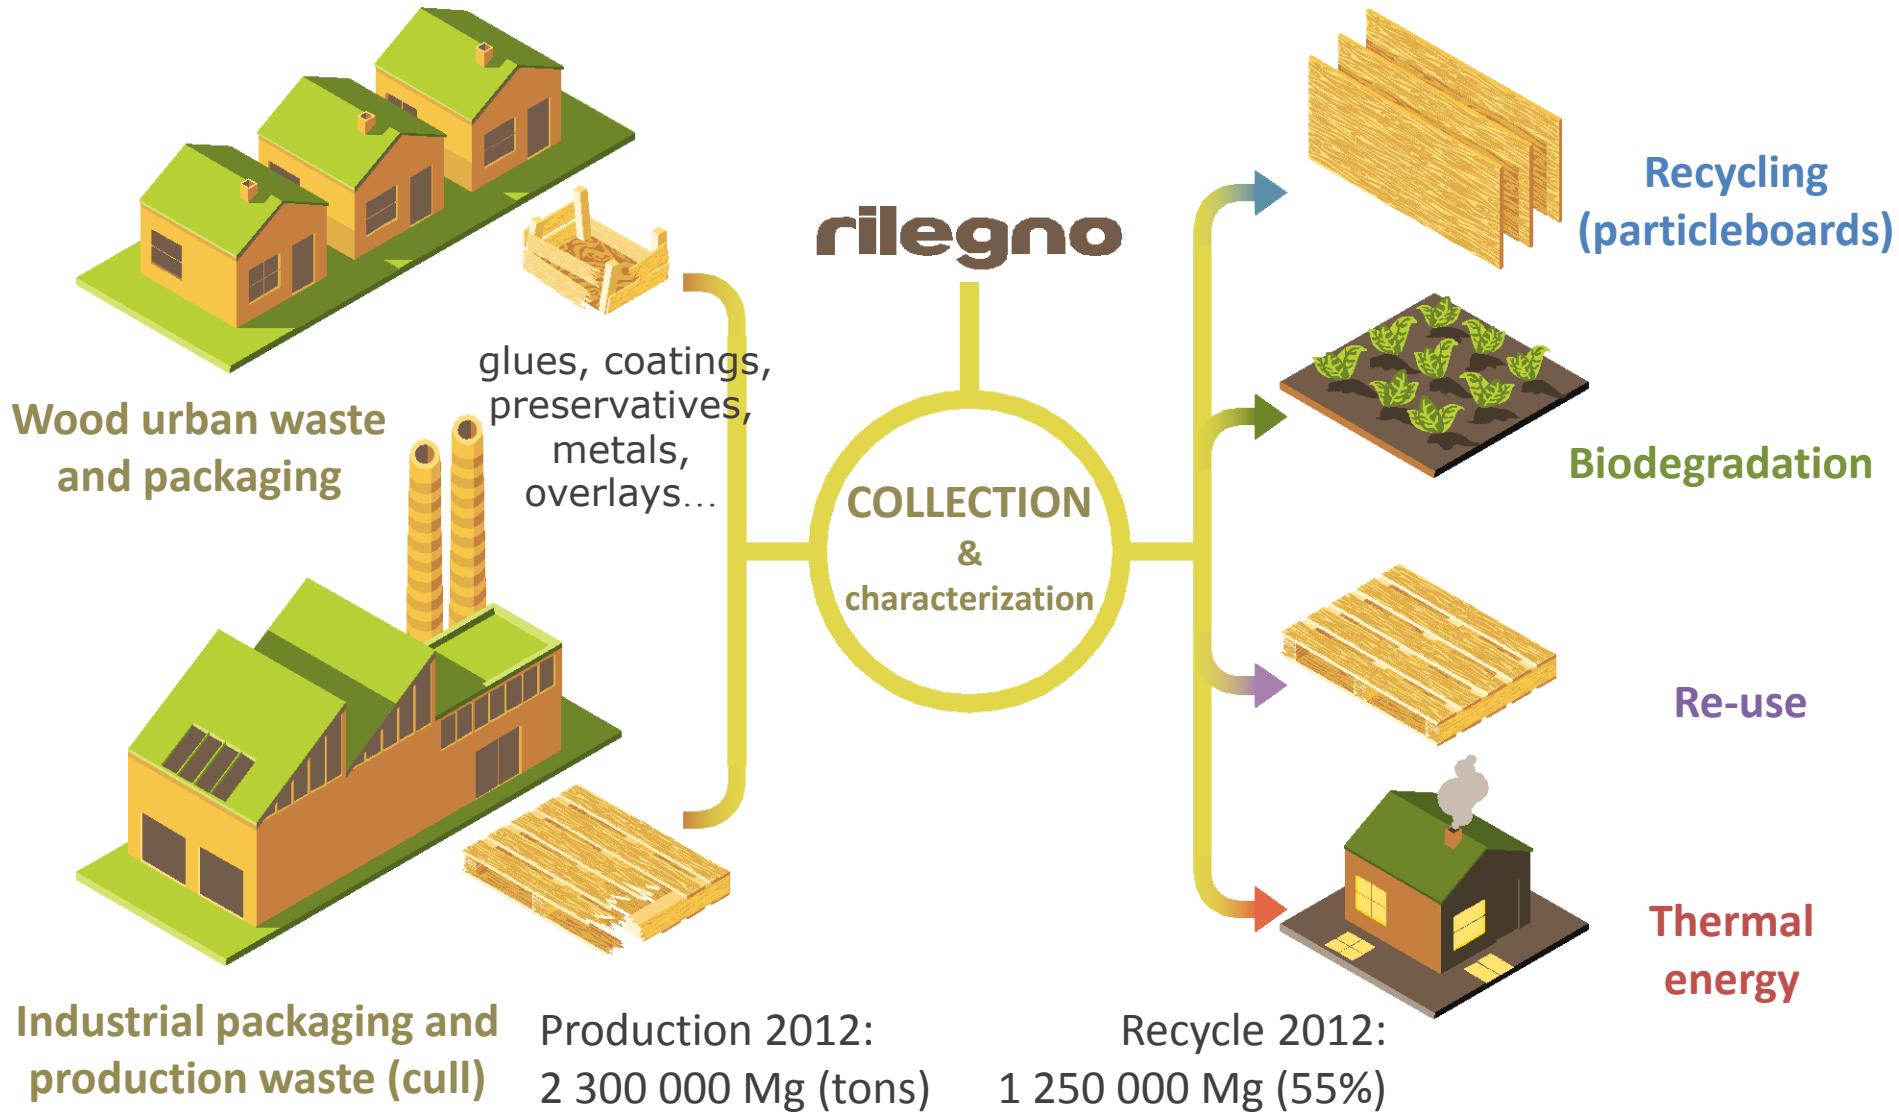 rilegno
Recycling
(particleboards)
glues, coatings,
preservatives,
metals,
overlays...
Wood urban waste
and packaging
Biodegradation
COLLECTION
&
characterization
Re-use
Thermal
energy
Industrial packaging and
production waste (cull)
Production 2012:
2 300 000 Mg (tons)
Recycle 2012:
1 250 000 Mg (55%)